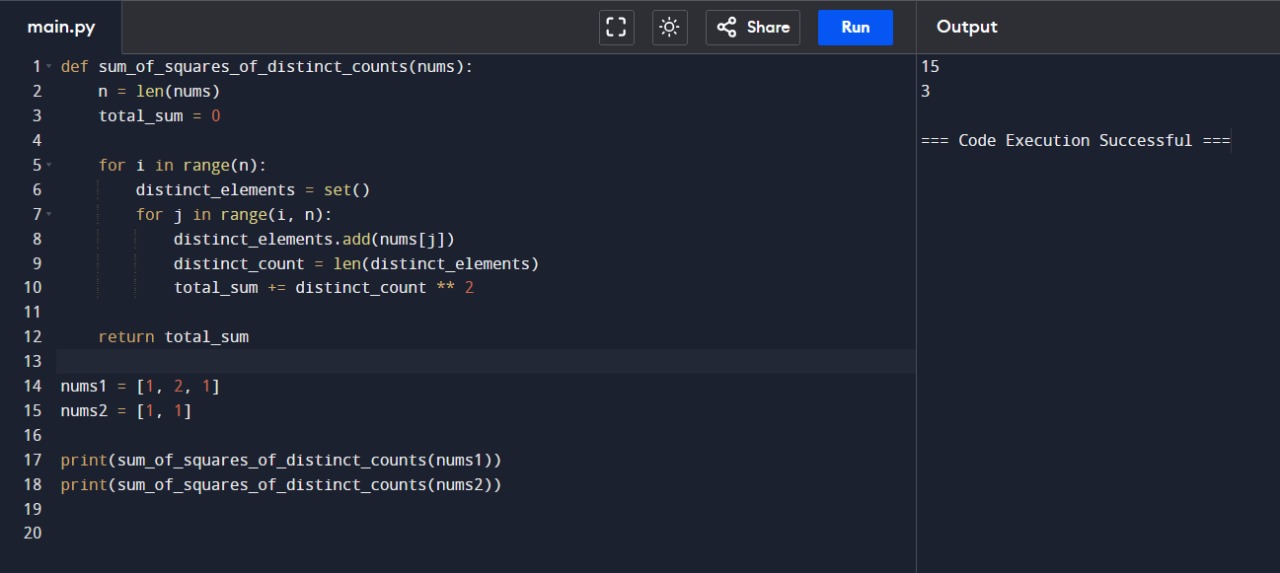 main.py
Share
Run
Output
1 def sum_of_squares_of_distinct_counts(nums):
2     n = len(nums)
3     total_sum = 0
4
5     for i in range(n):
6         distinct_elements = set()
7         for j in range(i, n):
8             distinct_elements.add(nums[j])
9             distinct_count = len(distinct_elements)
10             total_sum += distinct_count ** 2
11
12     return total_sum
13
14 nums1 = [1, 2, 1]
15 nums2 = [1, 1]
16
17 print(sum_of_squares_of_distinct_counts(nums1))
18 print(sum_of_squares_of_distinct_counts(nums2))
19
20
15
3
=== Code Execution Successful ===